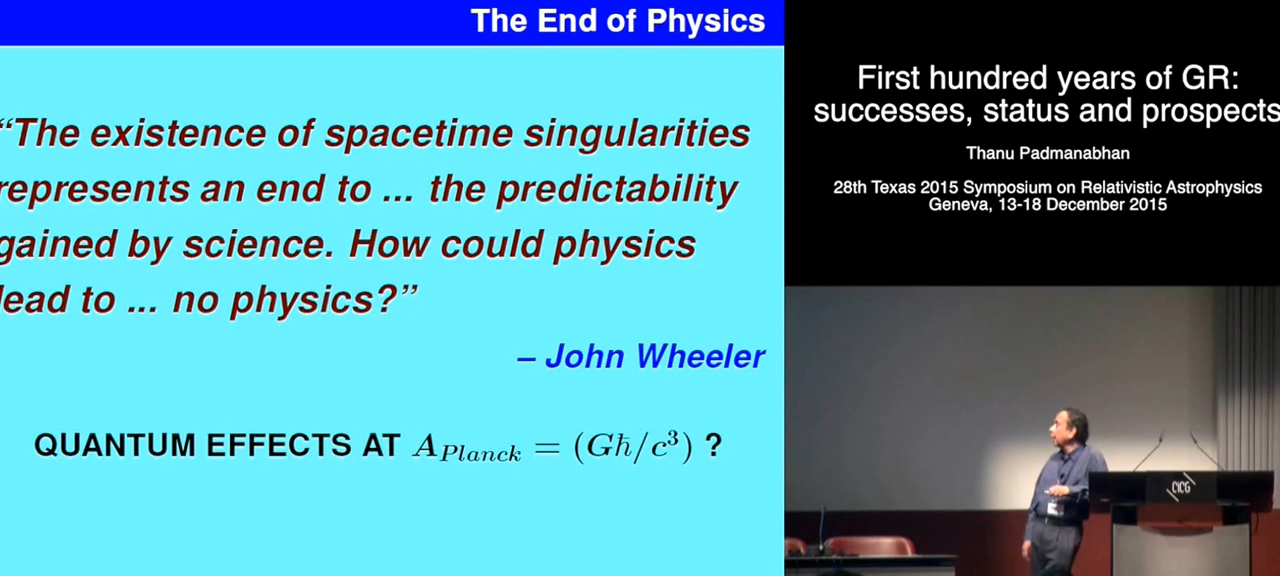 The End of Physics
“The existence of spacetime singularities
represents an end to ... the predictability
gained by science. How could physics
lead to ... no physics?”
– John Wheeler
QUANTUM EFFECTS AT A_{Planck} = (Gℏ/c³) ?
First hundred years of GR:
successes, status and prospects
Thanu Padmanabhan
28th Texas 2015 Symposium on Relativistic Astrophysics
Geneva, 13-18 December 2015
CICG